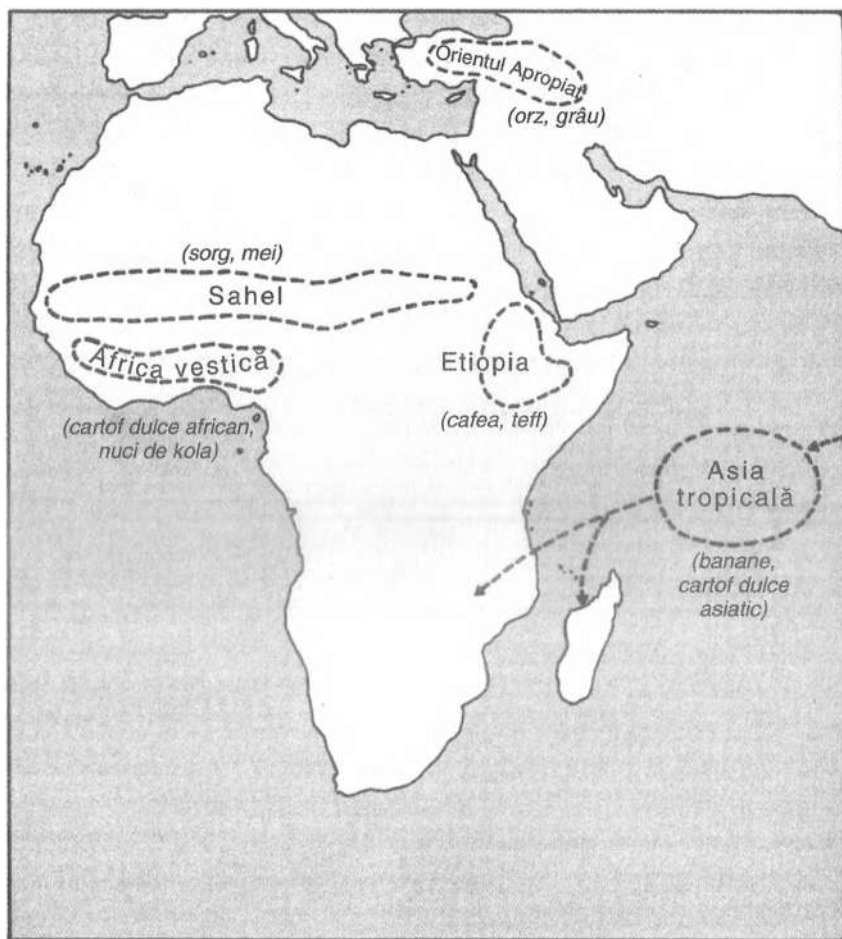 Orientul Apropiat
(orz, grâu)
(sorg, mei)
Sahel
Africa vestică
(cartof dulce african,
nuci de kola)
Etiopia
(cafea, teff)
Asia
tropicală
(banane,
cartof dulce
asiatic)